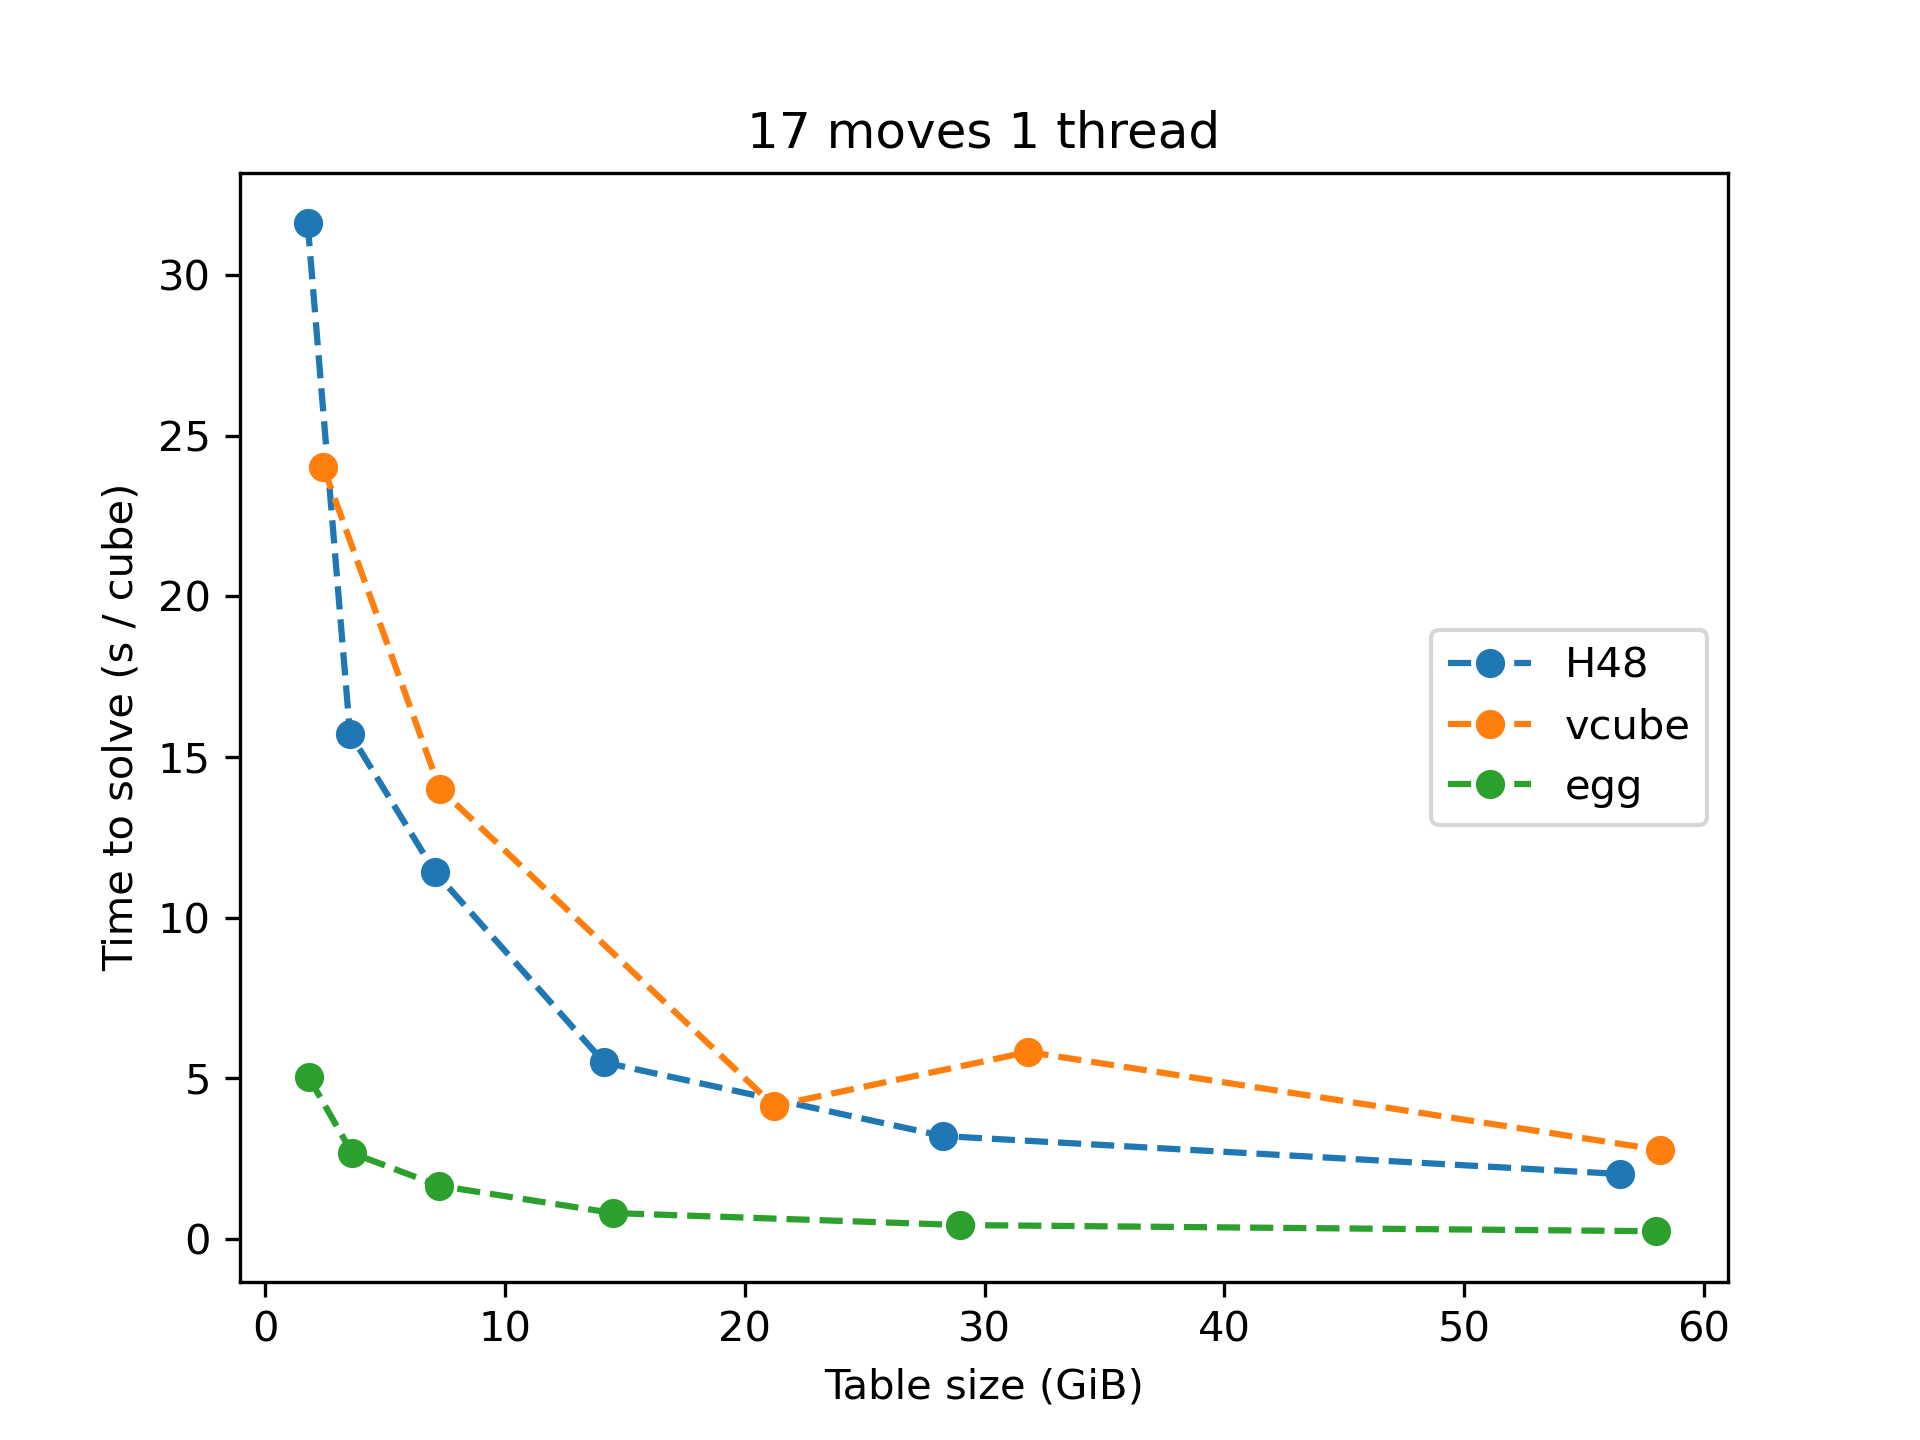 17 moves 1 thread
Time to solve (s / cube)
30
25
20
15
10
5
0
H48
vcube
egg
0 10 20 30 40 50 60
Table size (GiB)